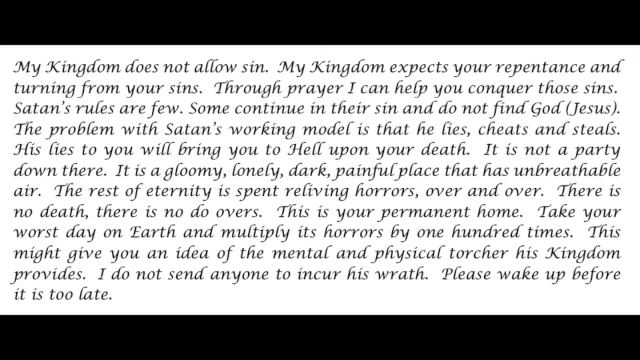 My Kingdom does not allow sin. My Kingdom expects your repentance and
turning from your sins. Through prayer I can help you conquer those sins.
Satan's rules are few. Some continue in their sin and do not find God (Jesus).
The problem with Satan's working model is that he lies, cheats and steals.
His lies to you will bring you to Hell upon your death. It is not a party
down there. It is a gloomy, lonely, dark, painful place that has unbreathable
air. The rest of eternity is spent reliving horrors, over and over. There is
no death, there is no do overs. This is your permanent home. Take your
worst day on Earth and multiply its horrors by one hundred times. This
might give you an idea of the mental and physical torcher his Kingdom
provides. I do not send anyone to incur his wrath. Please wake up before
it is too late.